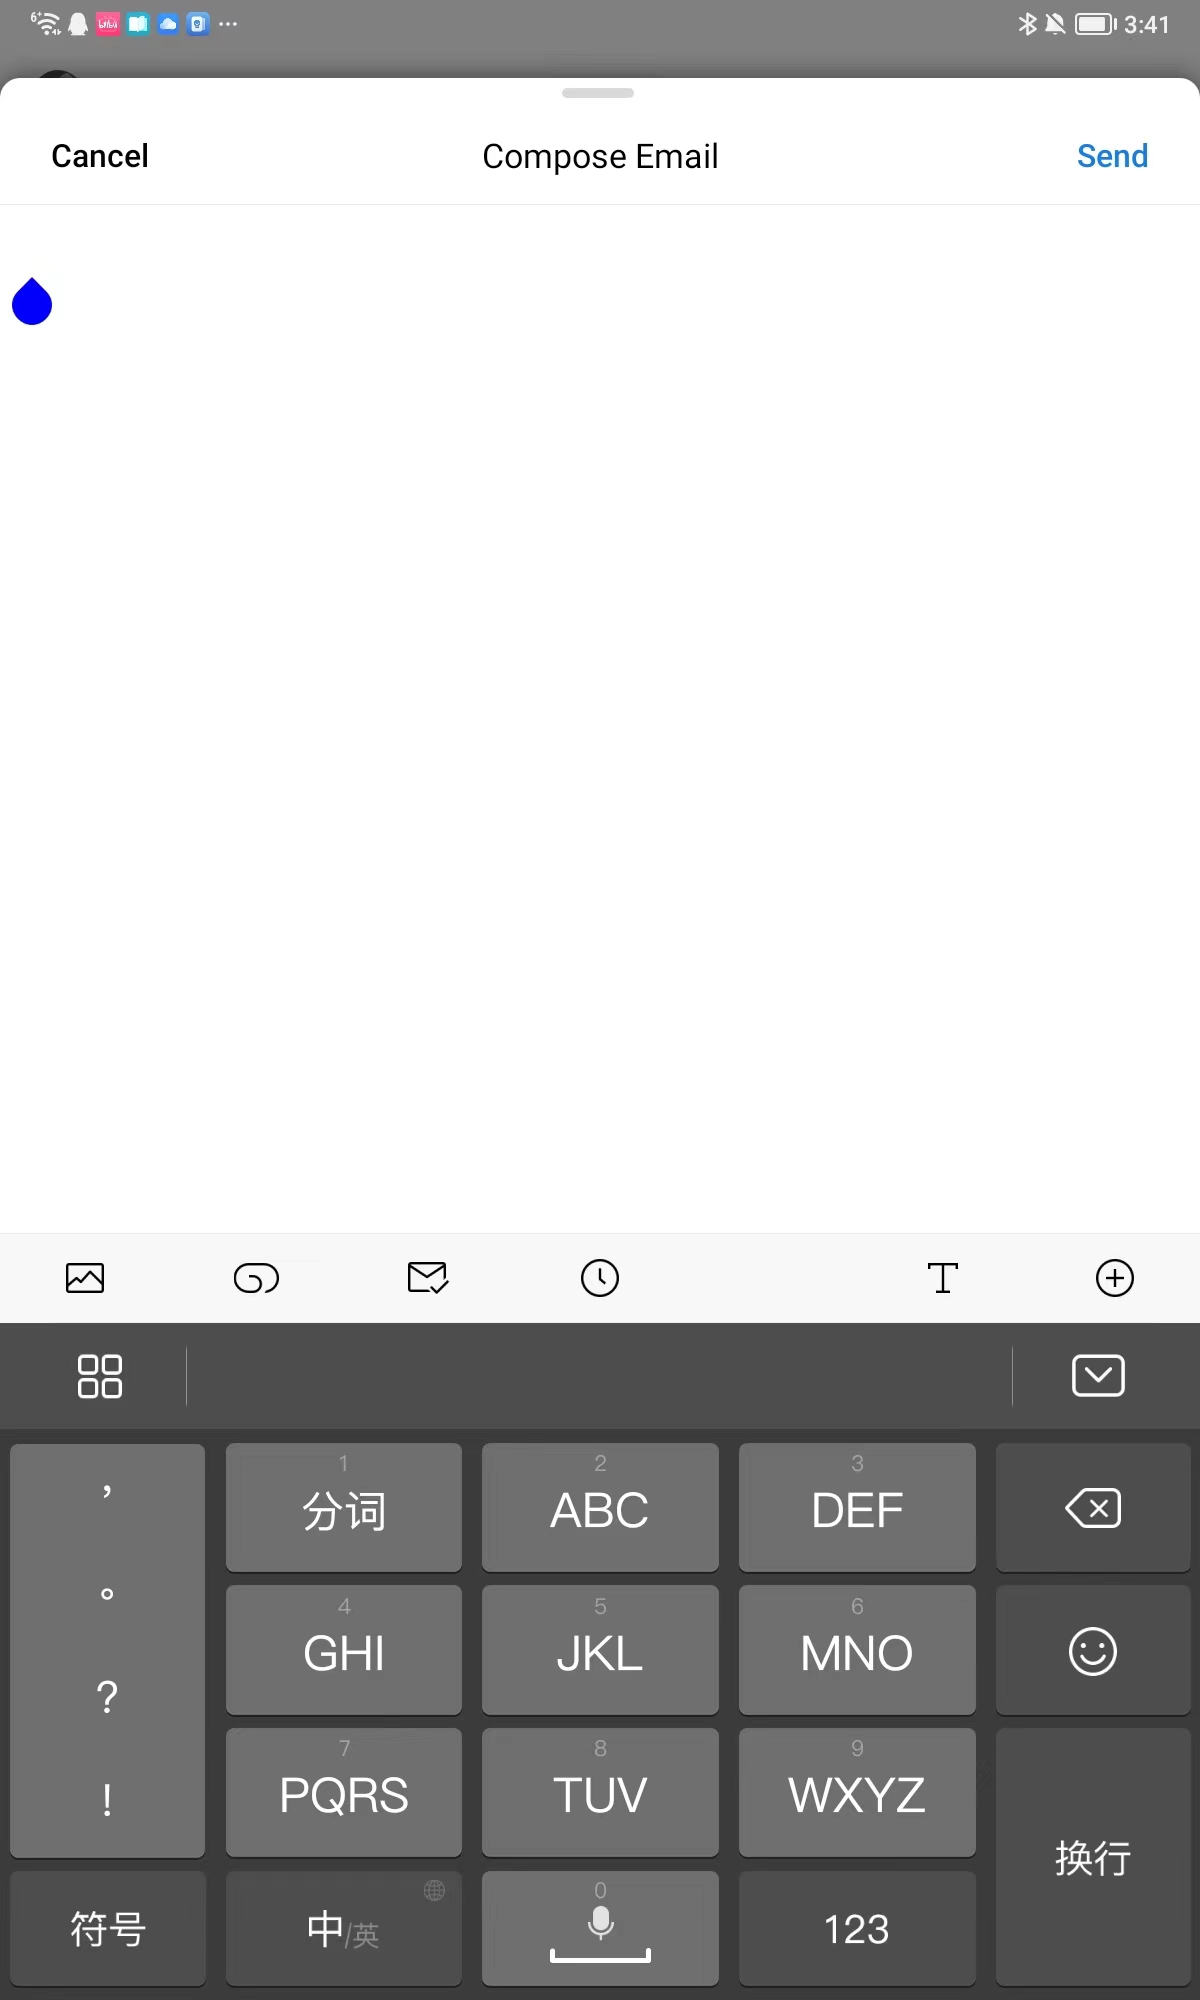 6+ 3:41
Cancel Compose Email Send
, 1 2 3
分词 ABC DEF
。 4 5 6
GHI JKL MNO
?
7 8 9
! PQRS TUV WXYZ
换行
0
符号 中/英 123